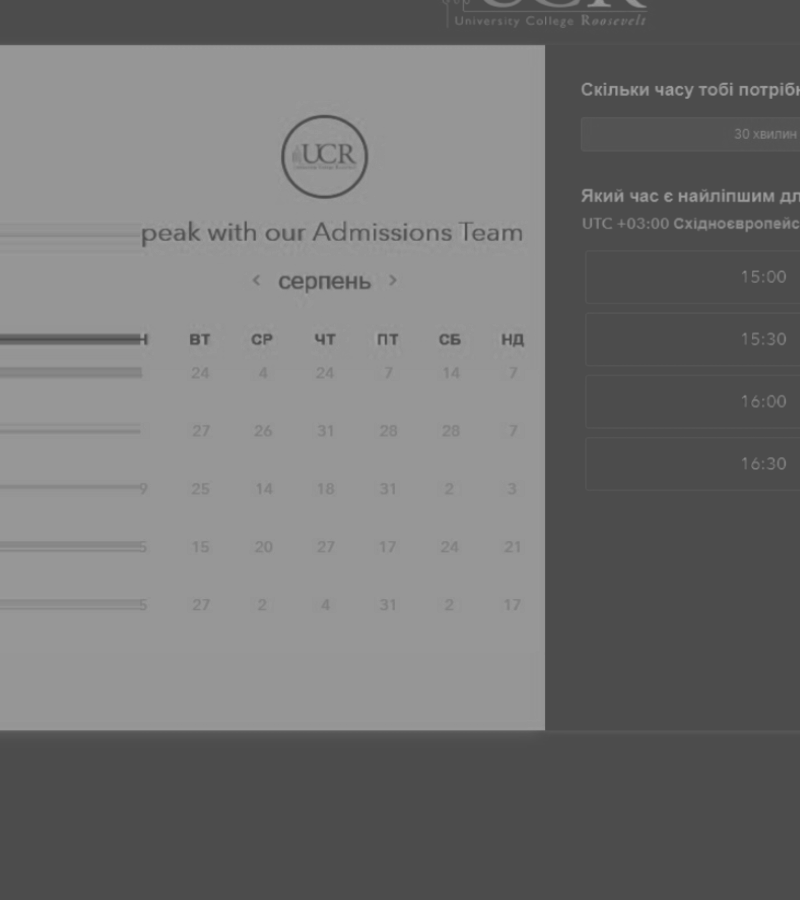 University College Roosevelt
UCR
peak with our Admissions Team
‹ серпень ›
ВТ СР ЧТ ПТ СБ НД
24 4 24 7 14 7
27 26 31 28 28 7
9 25 14 18 31 2 3
5 15 20 27 17 24 21
5 27 2 4 31 2 17
Скільки часу тобі потріб
30 хвилин
Який час є найліпшим дл
UTC +03:00 Східноєвропейс
15:00
15:30
16:00
16:30